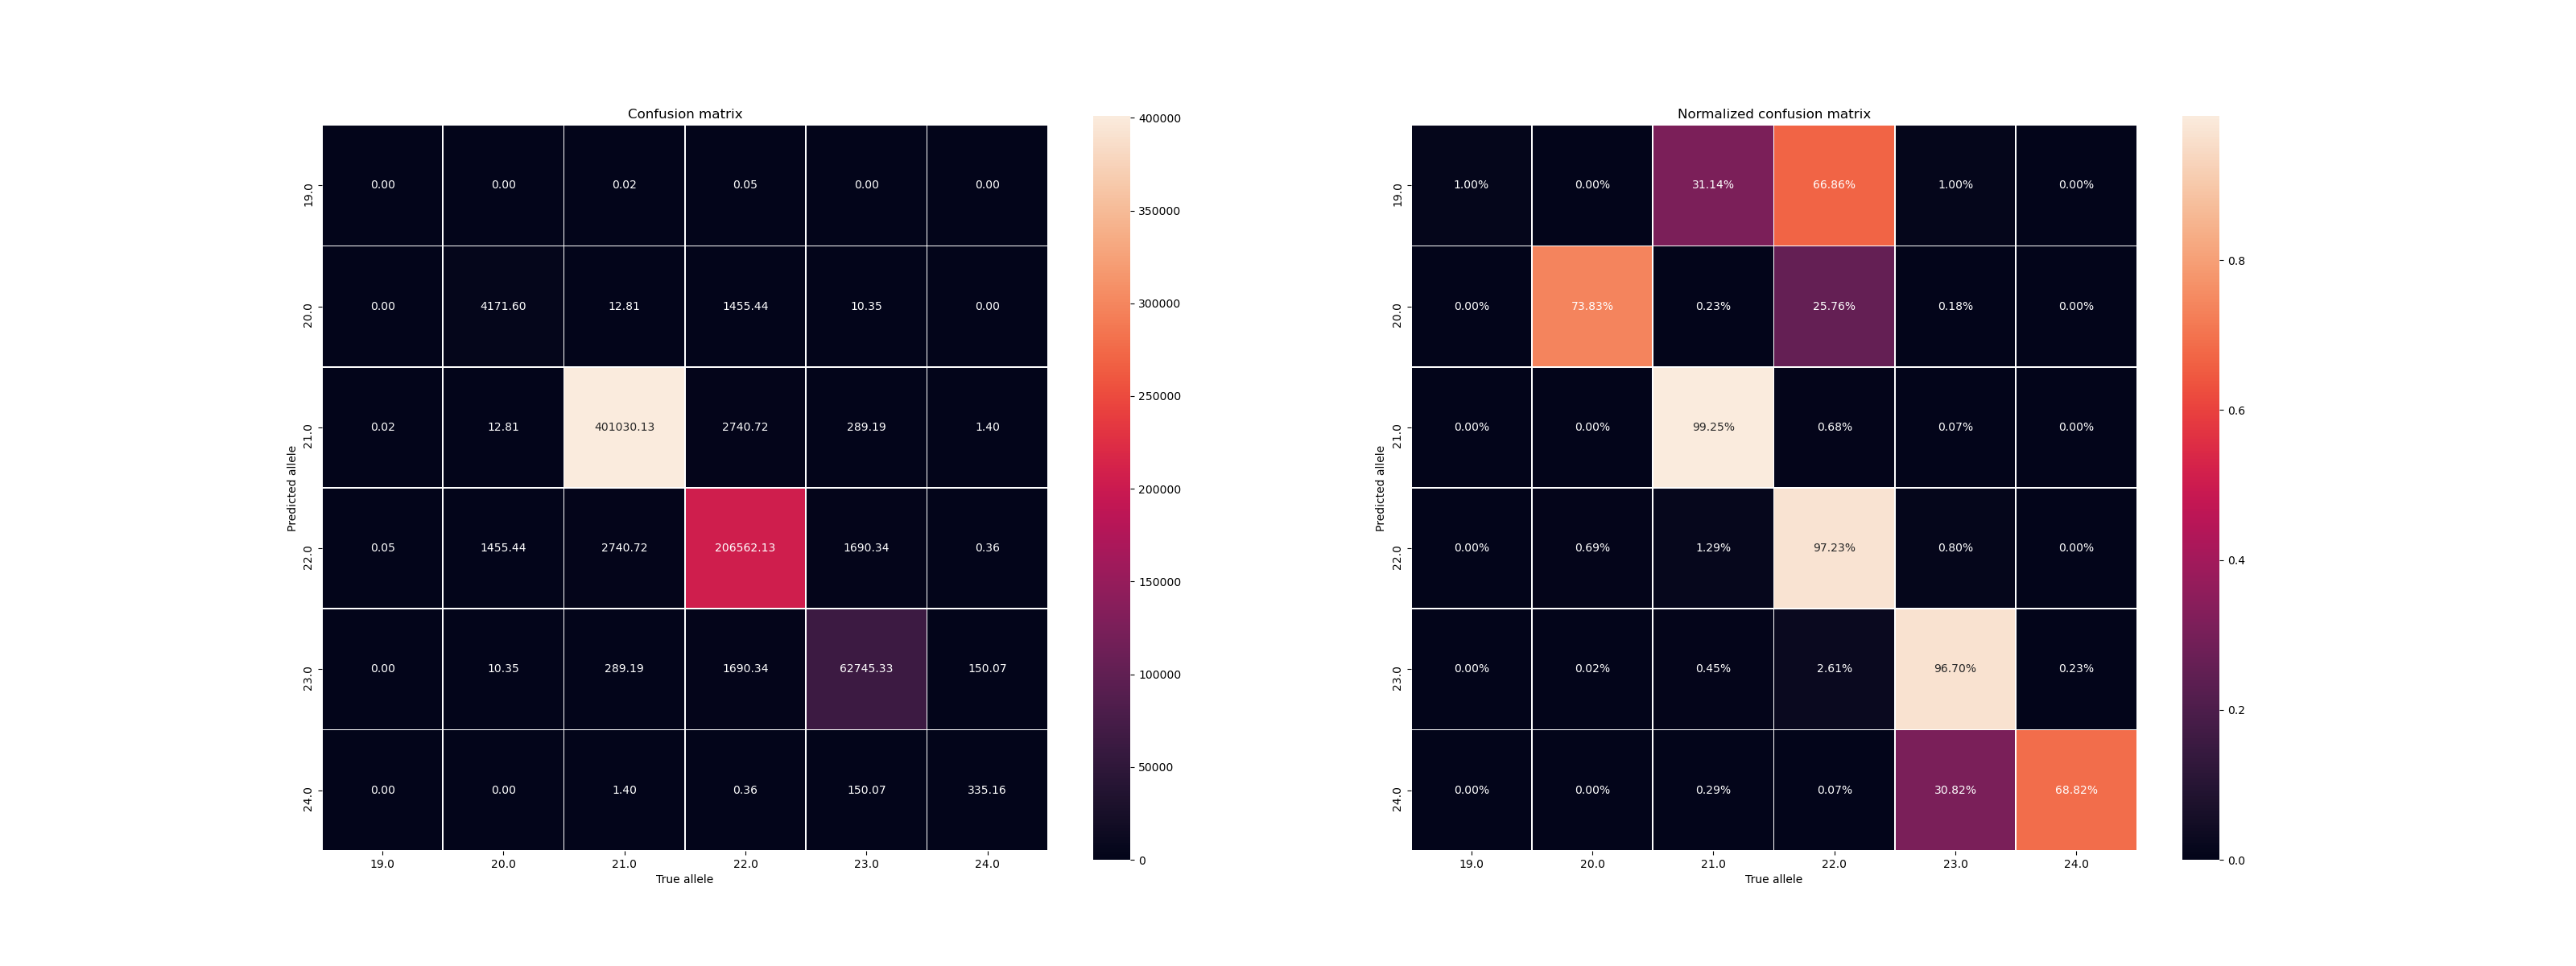 Confusion matrix
400000
350000
300000
250000
200000
150000
100000
50000
0
Predicted allele
19.0 0.00 0.00 0.02 0.05 0.00 0.00
20.0 0.00 4171.60 12.81 1455.44 10.35 0.00
21.0 0.02 12.81 401030.13 2740.72 289.19 1.40
22.0 0.05 1455.44 2740.72 206562.13 1690.34 0.36
23.0 0.00 10.35 289.19 1690.34 62745.33 150.07
24.0 0.00 0.00 1.40 0.36 150.07 335.16
19.0 20.0 21.0 22.0 23.0 24.0
True allele
Normalized confusion matrix
0.8
0.6
0.4
0.2
0.0
Predicted allele
19.0 1.00% 0.00% 31.14% 66.86% 1.00% 0.00%
20.0 0.00% 73.83% 0.23% 25.76% 0.18% 0.00%
21.0 0.00% 0.00% 99.25% 0.68% 0.07% 0.00%
22.0 0.00% 0.69% 1.29% 97.23% 0.80% 0.00%
23.0 0.00% 0.02% 0.45% 2.61% 96.70% 0.23%
24.0 0.00% 0.00% 0.29% 0.07% 30.82% 68.82%
19.0 20.0 21.0 22.0 23.0 24.0
True allele